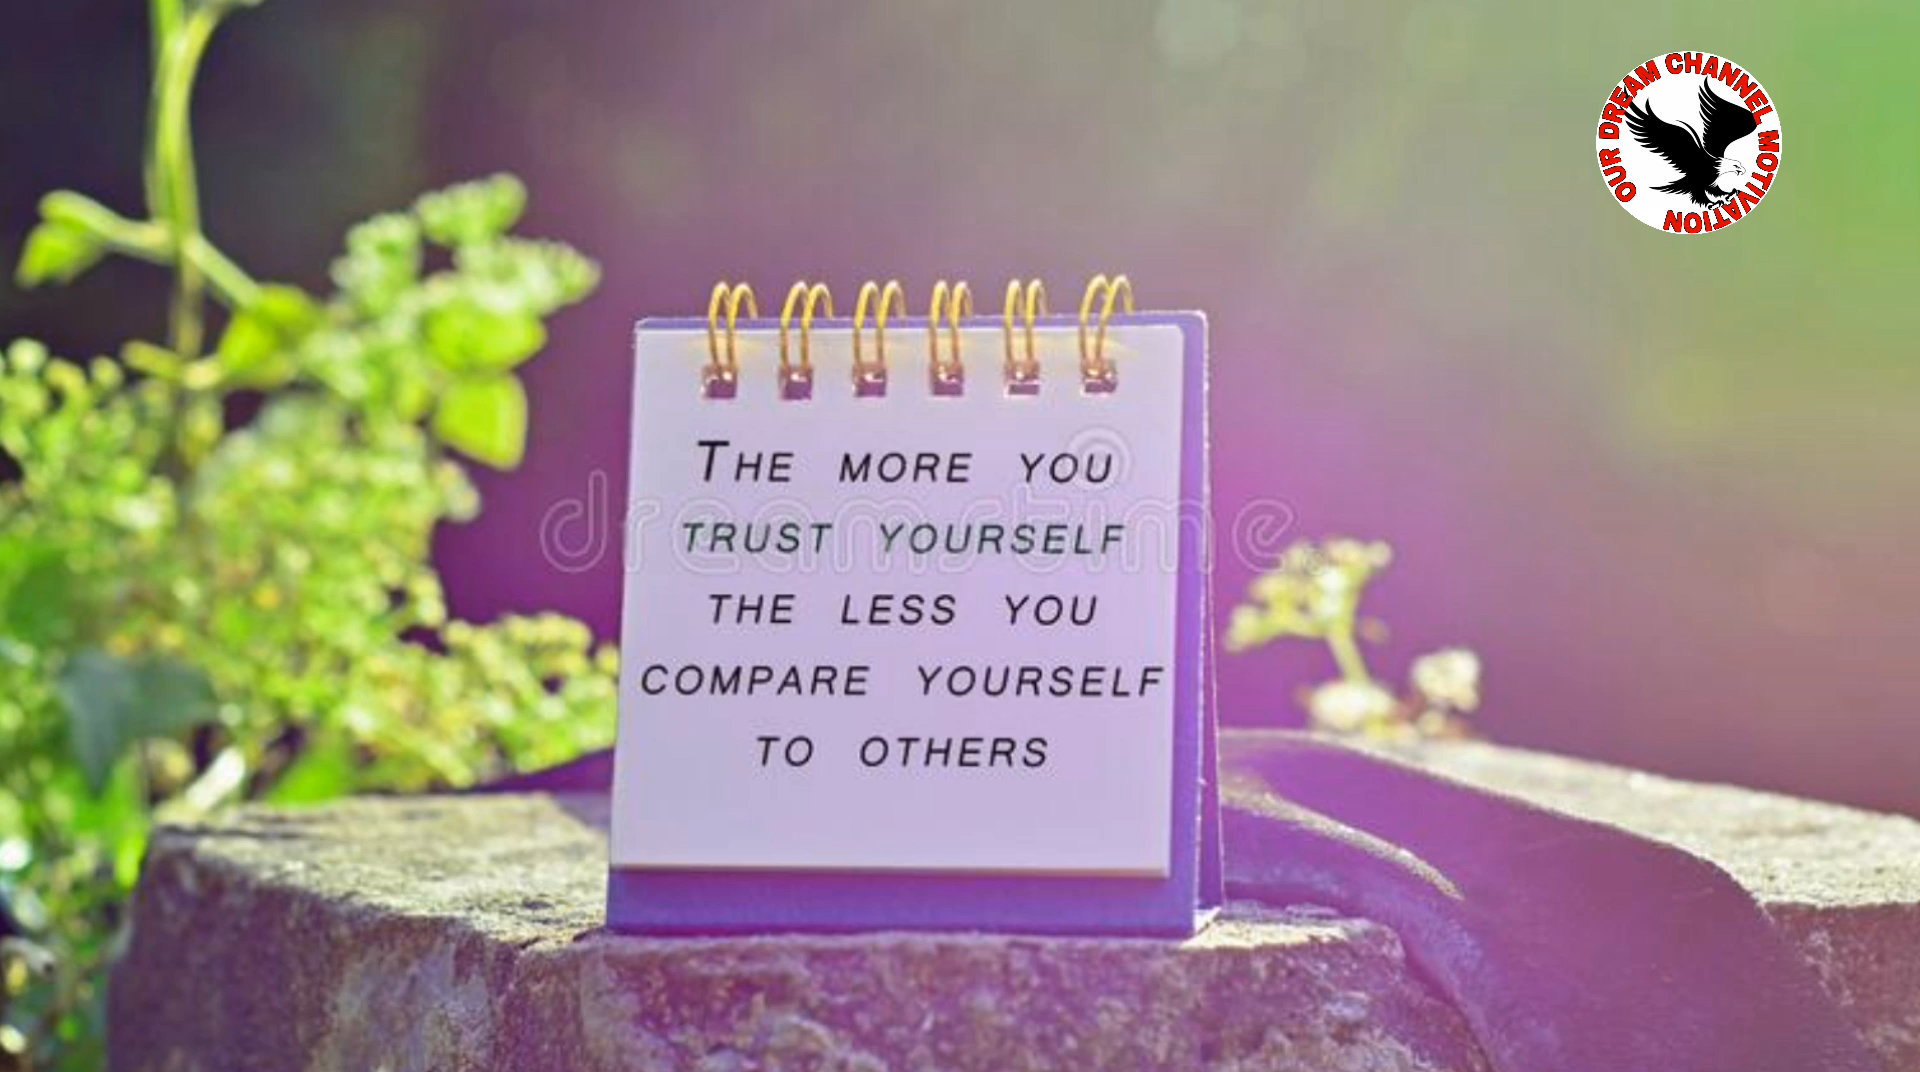 OUR DREAM CHANNEL MOTIVATION
THE MORE YOU
TRUST YOURSELF
THE LESS YOU
COMPARE YOURSELF
TO OTHERS
dreamstime